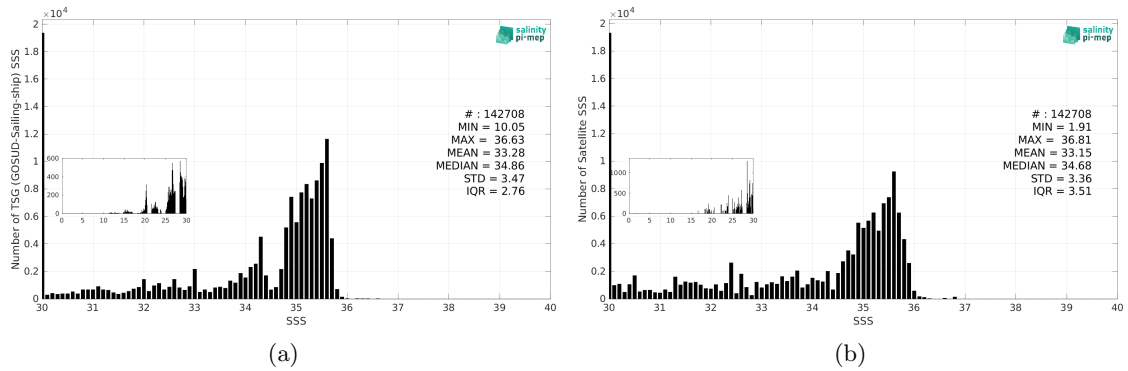 2
×10⁴
1.8
1.6
1.4
1.2
1
0.8
0.6
0.4
0.2
0
Number of TSG (GOSUD-Sailing-ship) SSS
salinity
pi-mep
# : 142708
MIN = 10.05
MAX = 36.63
MEAN = 33.28
MEDIAN = 34.86
STD = 3.47
IQR = 2.76
600
400
200
0
0 5 10 15 20 25 30
30 31 32 33 34 35 36 37 38 39 40
SSS
(a)
2
×10⁴
1.8
1.6
1.4
1.2
1
0.8
0.6
0.4
0.2
0
Number of Satellite SSS
salinity
pi-mep
# : 142708
MIN = 1.91
MAX = 36.81
MEAN = 33.15
MEDIAN = 34.68
STD = 3.36
IQR = 3.51
1000
500
0
0 5 10 15 20 25 30
30 31 32 33 34 35 36 37 38 39 40
SSS
(b)